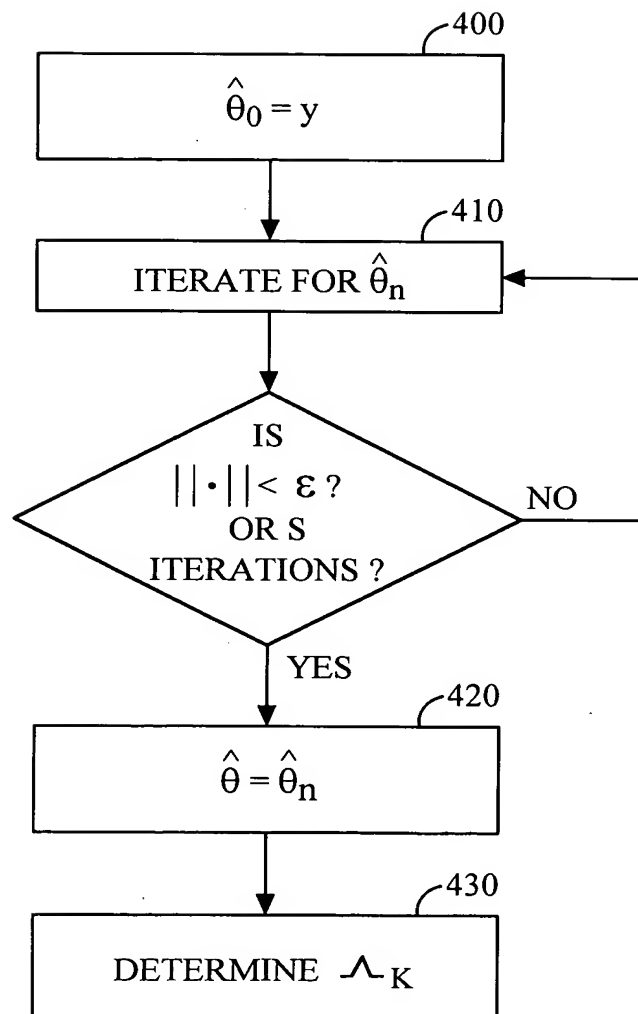 400
θ̂₀ = y
410
ITERATE FOR θ̂ₙ
IS
||·|| < ε ?
OR S
ITERATIONS ?
NO
YES
420
θ̂ = θ̂ₙ
430
DETERMINE Λ_K